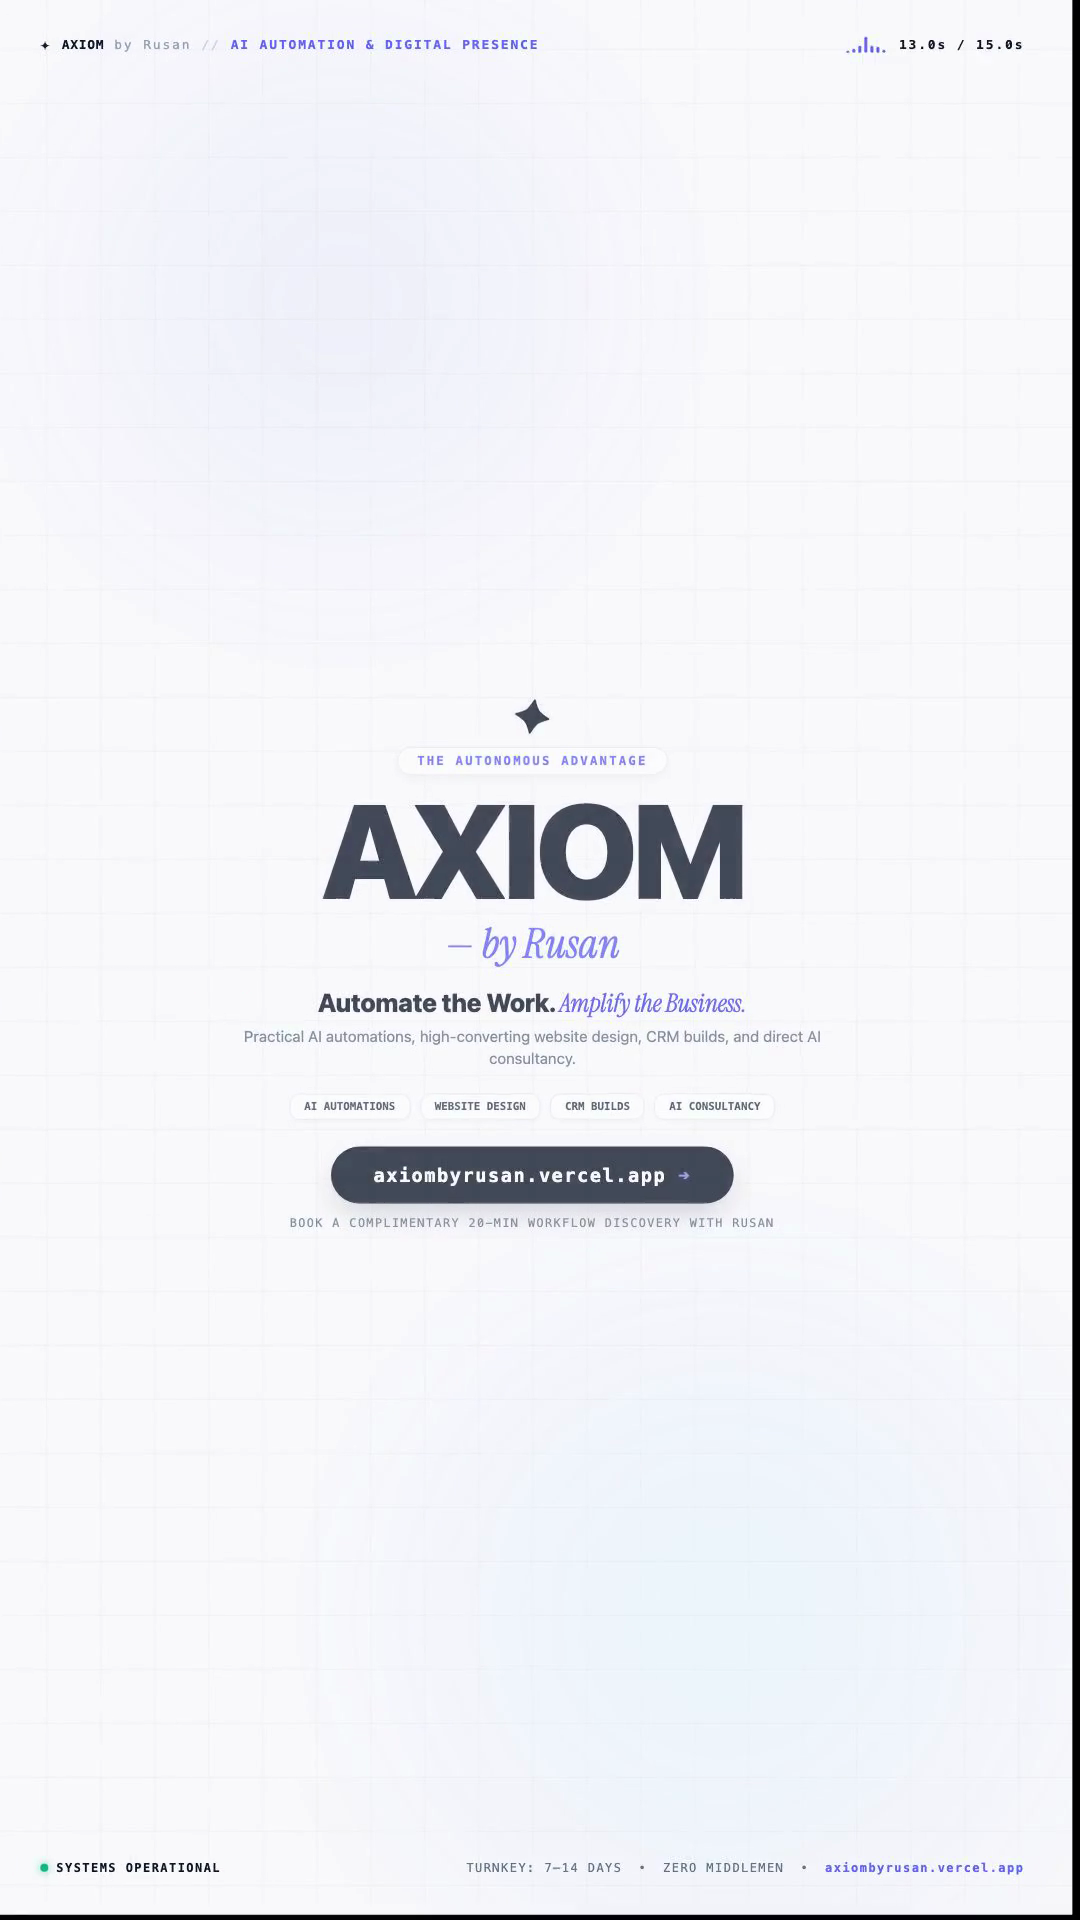 ✦ AXIOM by Rusan // AI AUTOMATION & DIGITAL PRESENCE
13.0s / 15.0s
THE AUTONOMOUS ADVANTAGE
AXIOM
— by Rusan
Automate the Work. Amplify the Business.
Practical AI automations, high-converting website design, CRM builds, and direct AI
consultancy.
AI AUTOMATIONS WEBSITE DESIGN CRM BUILDS AI CONSULTANCY
axiombyrusan.vercel.app ➔
BOOK A COMPLIMENTARY 20–MIN WORKFLOW DISCOVERY WITH RUSAN
SYSTEMS OPERATIONAL
TURNKEY: 7–14 DAYS • ZERO MIDDLEMEN • axiombyrusan.vercel.app